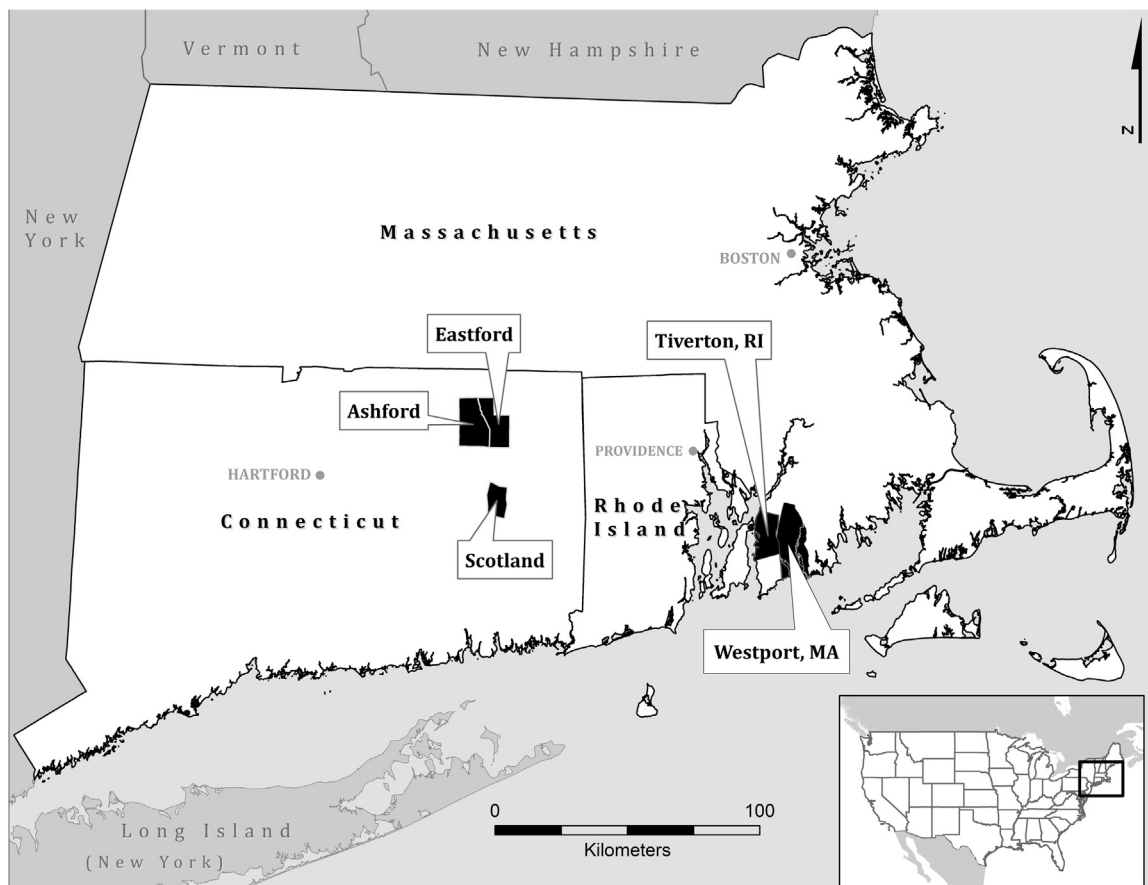 Vermont
New Hampshire
N
New
York
Massachusetts
BOSTON
Eastford
Tiverton, RI
Ashford
HARTFORD
PROVIDENCE
Connecticut
Rhode
Island
Scotland
Westport, MA
0
100
Kilometers
Long Island
(New York)